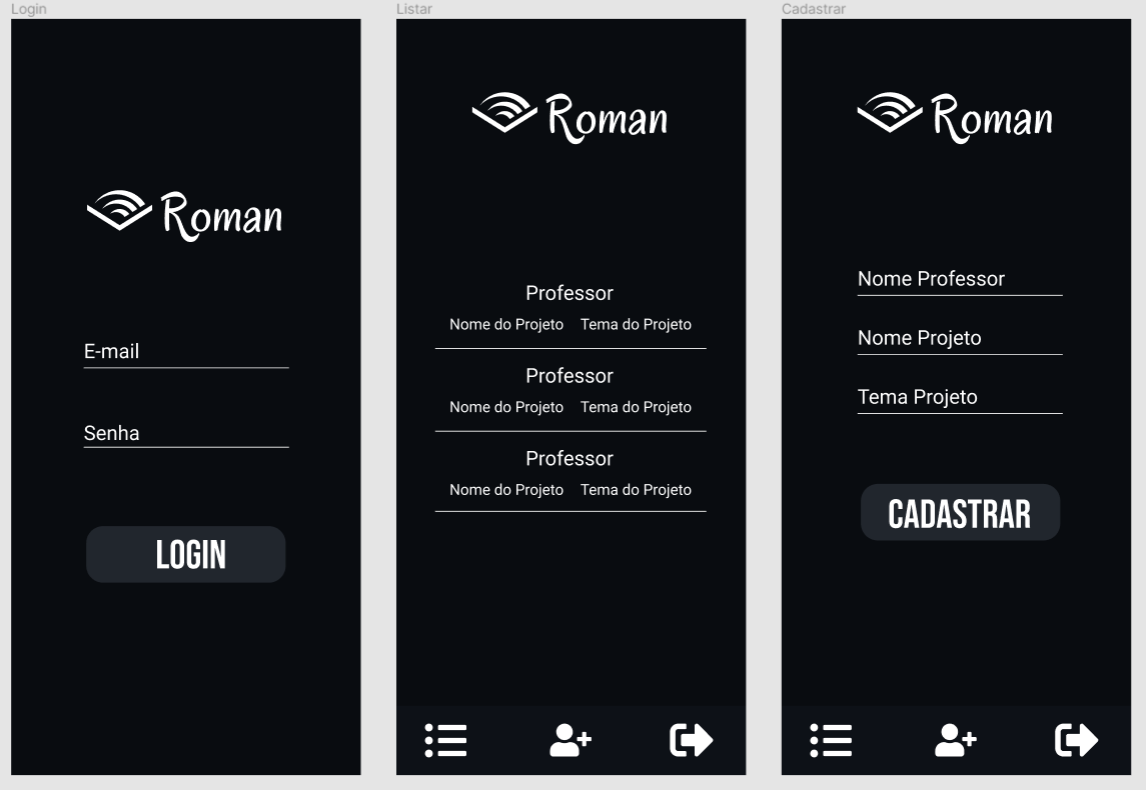 Login
Roman
E-mail
Senha
LOGIN
Listar
Roman
Professor
Nome do Projeto Tema do Projeto
Professor
Nome do Projeto Tema do Projeto
Professor
Nome do Projeto Tema do Projeto
Cadastrar
Roman
Nome Professor
Nome Projeto
Tema Projeto
CADASTRAR